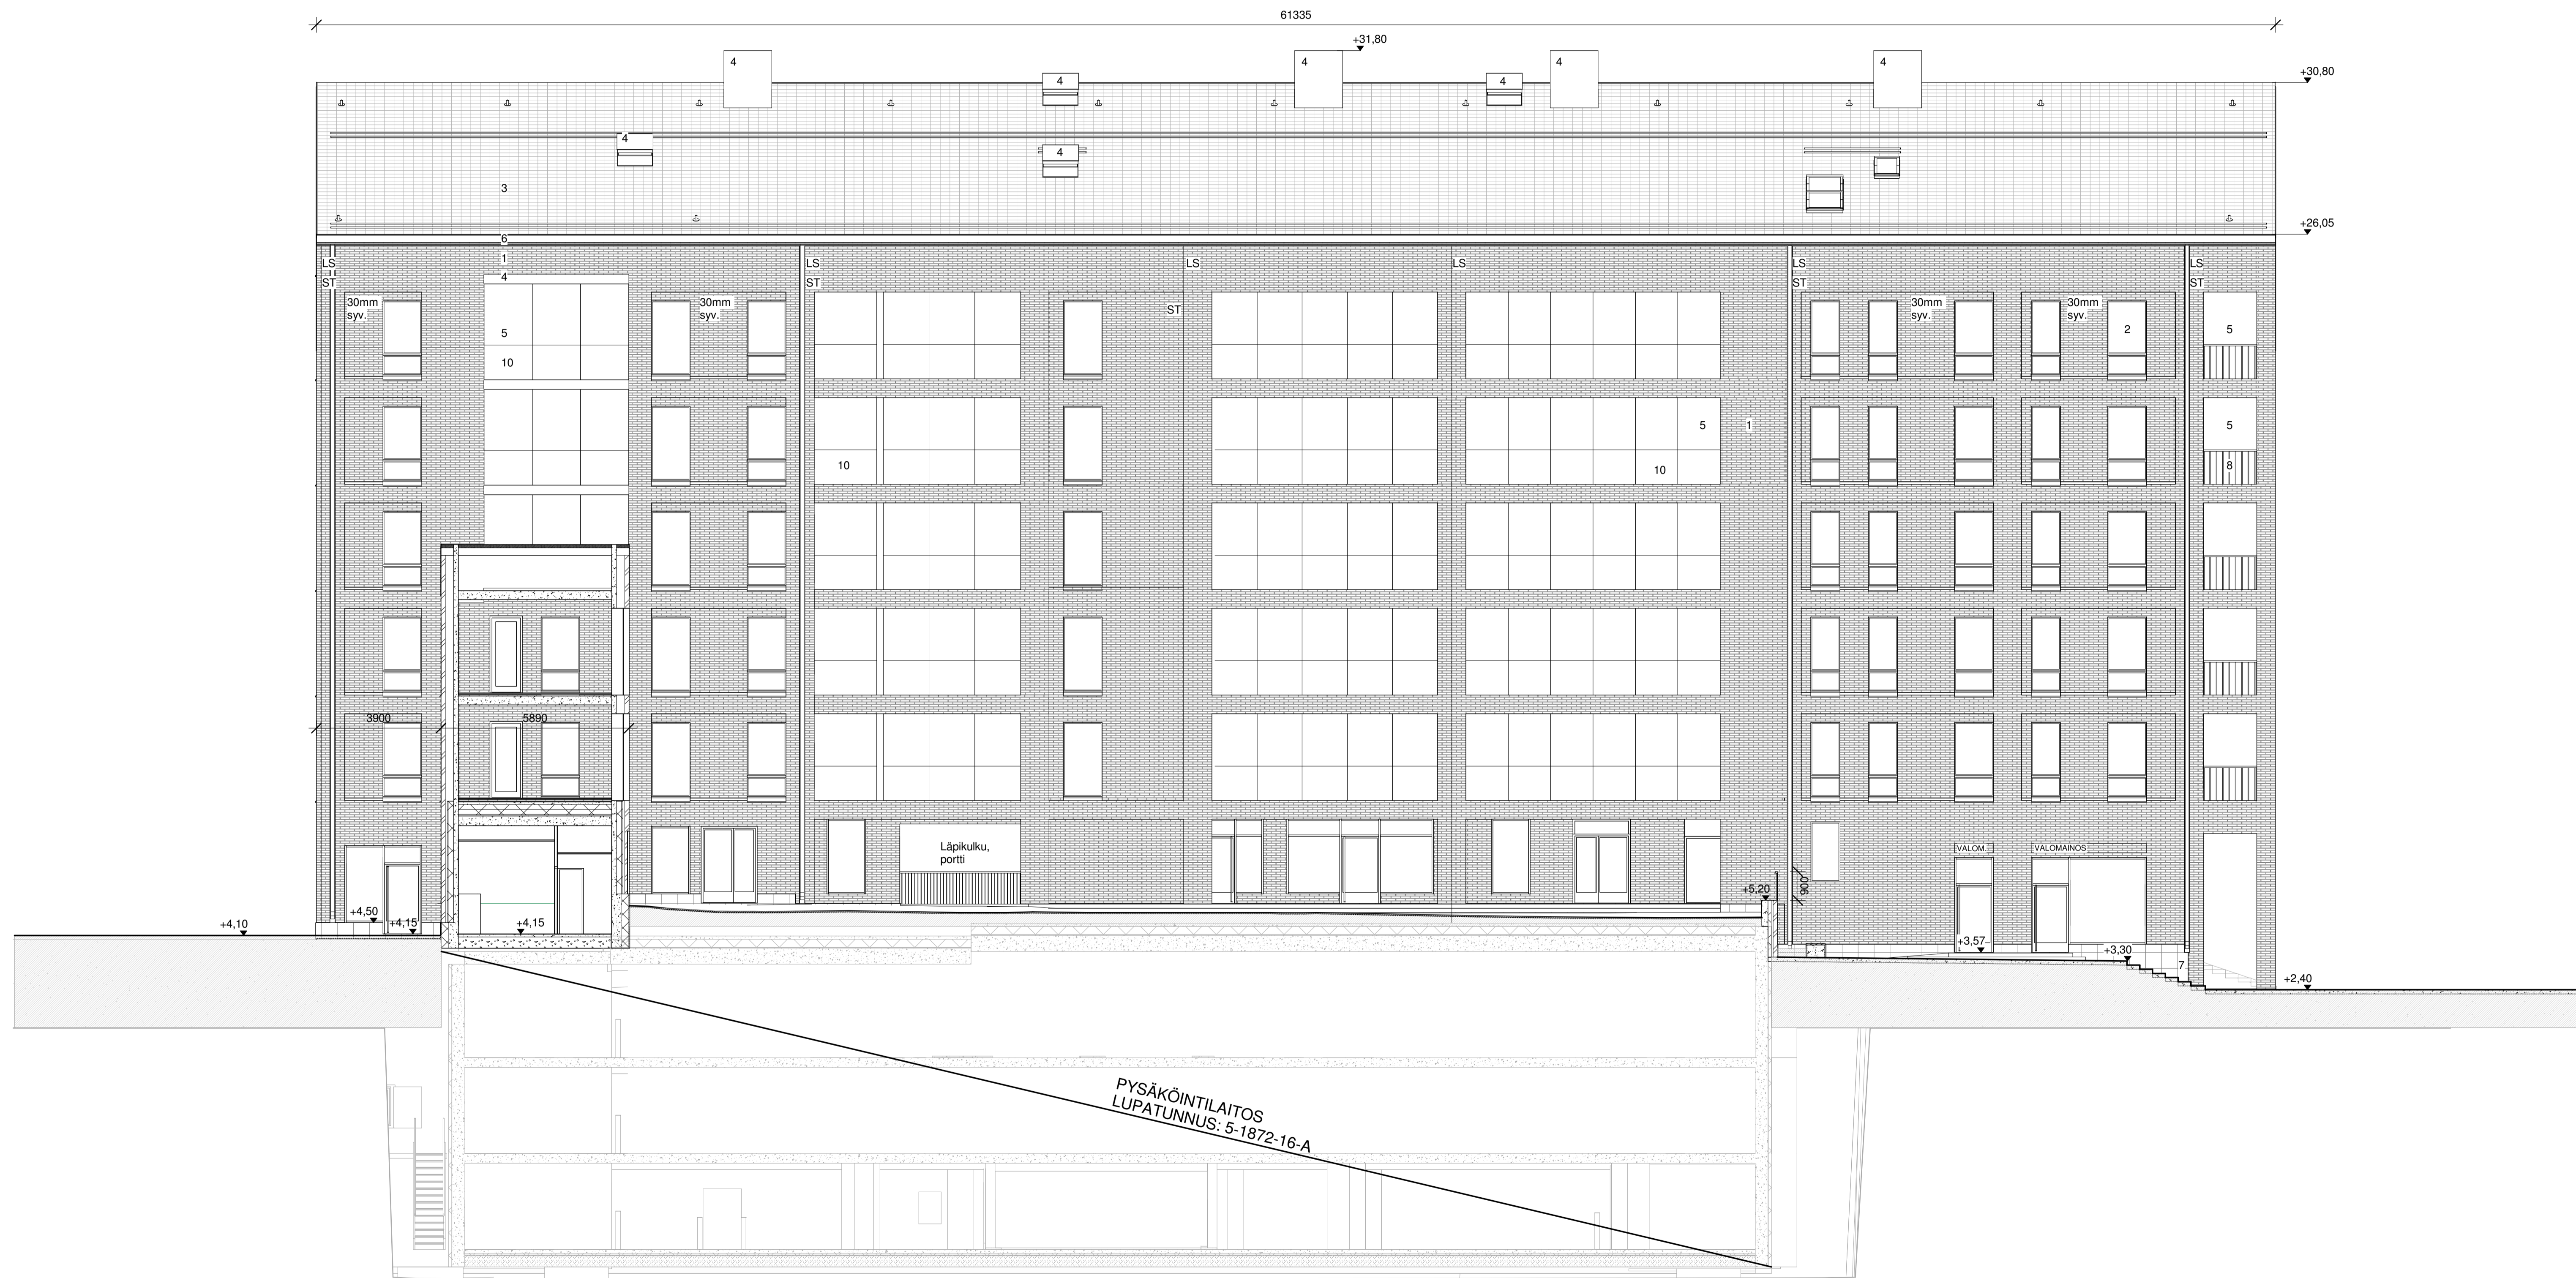 61335
+31,80
4
4
4
4
+30,80
4
4
4
4
3
+26,05
6
1
4
LS
LS
LS
LS
LS
LS
ST
ST
ST
ST
30mm
syv.
30mm
syv.
ST
30mm
syv.
30mm
syv.
5
2
5
10
5
1
5
10
10
8
3900
5890
Läpikulku,
portti
VALOM.
VALOMAINOS
900
+5,20
+4,50
+4,10
+4,15
+4,15
+3,57
+3,30
7
+2,40
PYSÄKÖINTILAITOS
LUPATUNNUS: 5-1872-16-A